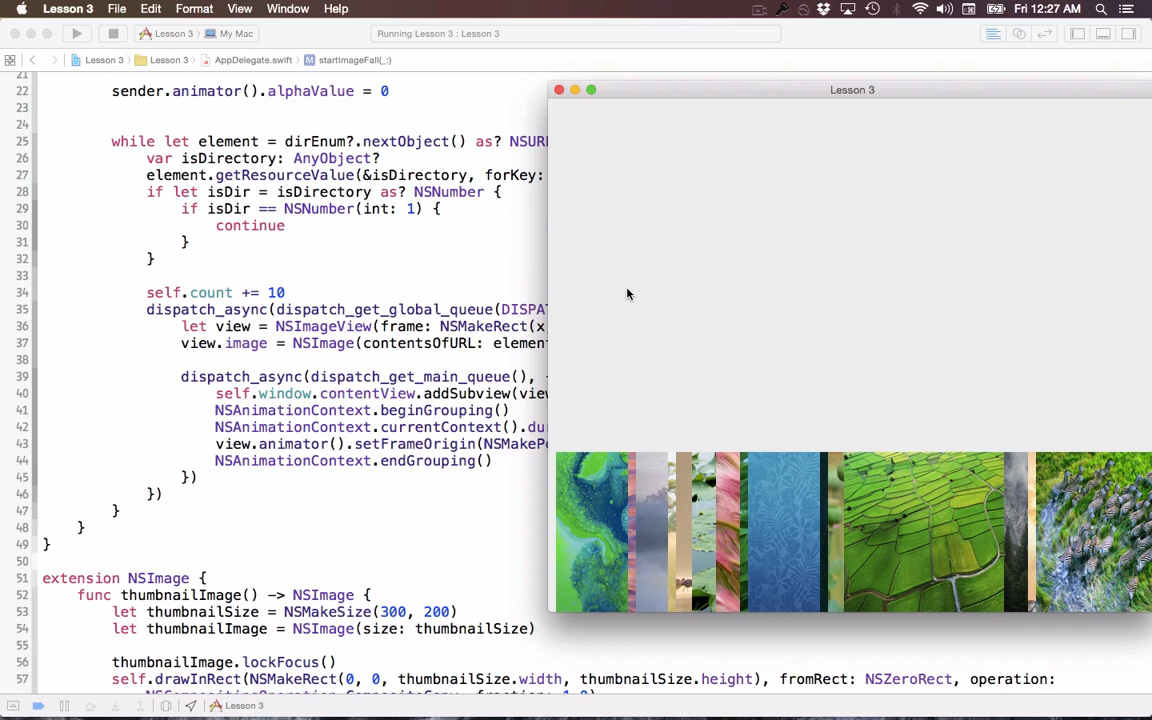 Lesson 3 File Edit Format View Window Help Fri 12:27 AM
Lesson 3 My Mac Running Lesson 3 : Lesson 3
Lesson 3 Lesson 3 AppDelegate.swift M startImageFall(_:)
Lesson 3
21
22 sender.animator().alphaValue = 0
23
24
25 while let element = dirEnum?.nextObject() as? NSURL
26 var isDirectory: AnyObject?
27 element.getResourceValue(&isDirectory, forKey:
28 if let isDir = isDirectory as? NSNumber {
29 if isDir == NSNumber(int: 1) {
30 continue
31 }
32 }
33
34 self.count += 10
35 dispatch_async(dispatch_get_global_queue(DISPAT
36 let view = NSImageView(frame: NSMakeRect(x,
37 view.image = NSImage(contentsOfURL: element
38
39 dispatch_async(dispatch_get_main_queue(), {
40 self.window.contentView.addSubview(view
41 NSAnimationContext.beginGrouping()
42 NSAnimationContext.currentContext().du
43 view.animator().setFrameOrigin(NSMakePo
44 NSAnimationContext.endGrouping()
45 })
46 })
47 }
48 }
49 }
50
51 extension NSImage {
52 func thumbnailImage() -> NSImage {
53 let thumbnailSize = NSMakeSize(300, 200)
54 let thumbnailImage = NSImage(size: thumbnailSize)
55
56 thumbnailImage.lockFocus()
57 self.drawInRect(NSMakeRect(0, 0, thumbnailSize.width, thumbnailSize.height), fromRect: NSZeroRect, operation:
NSCompositingOperation.CompositeCopy, fraction: 1.0)
Lesson 3